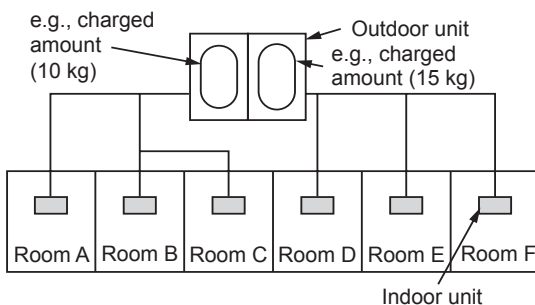 e.g., charged
amount
(10 kg)
Outdoor unit
e.g., charged
amount (15 kg)
Room A
Room B
Room C
Room D
Room E
Room F
Indoor unit